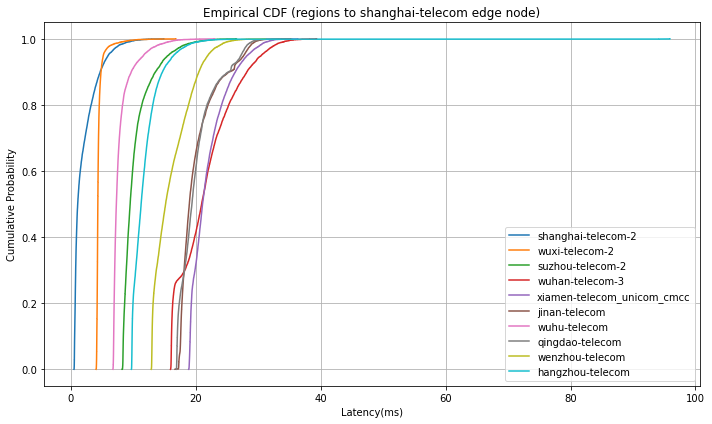 Empirical CDF (regions to shanghai-telecom edge node)
1.0
0.8
0.6
0.4
0.2
0.0
Cumulative Probability
0
20
40
60
80
100
Latency(ms)
shanghai-telecom-2
wuxi-telecom-2
suzhou-telecom-2
wuhan-telecom-3
xiamen-telecom_unicom_cmcc
jinan-telecom
wuhu-telecom
qingdao-telecom
wenzhou-telecom
hangzhou-telecom